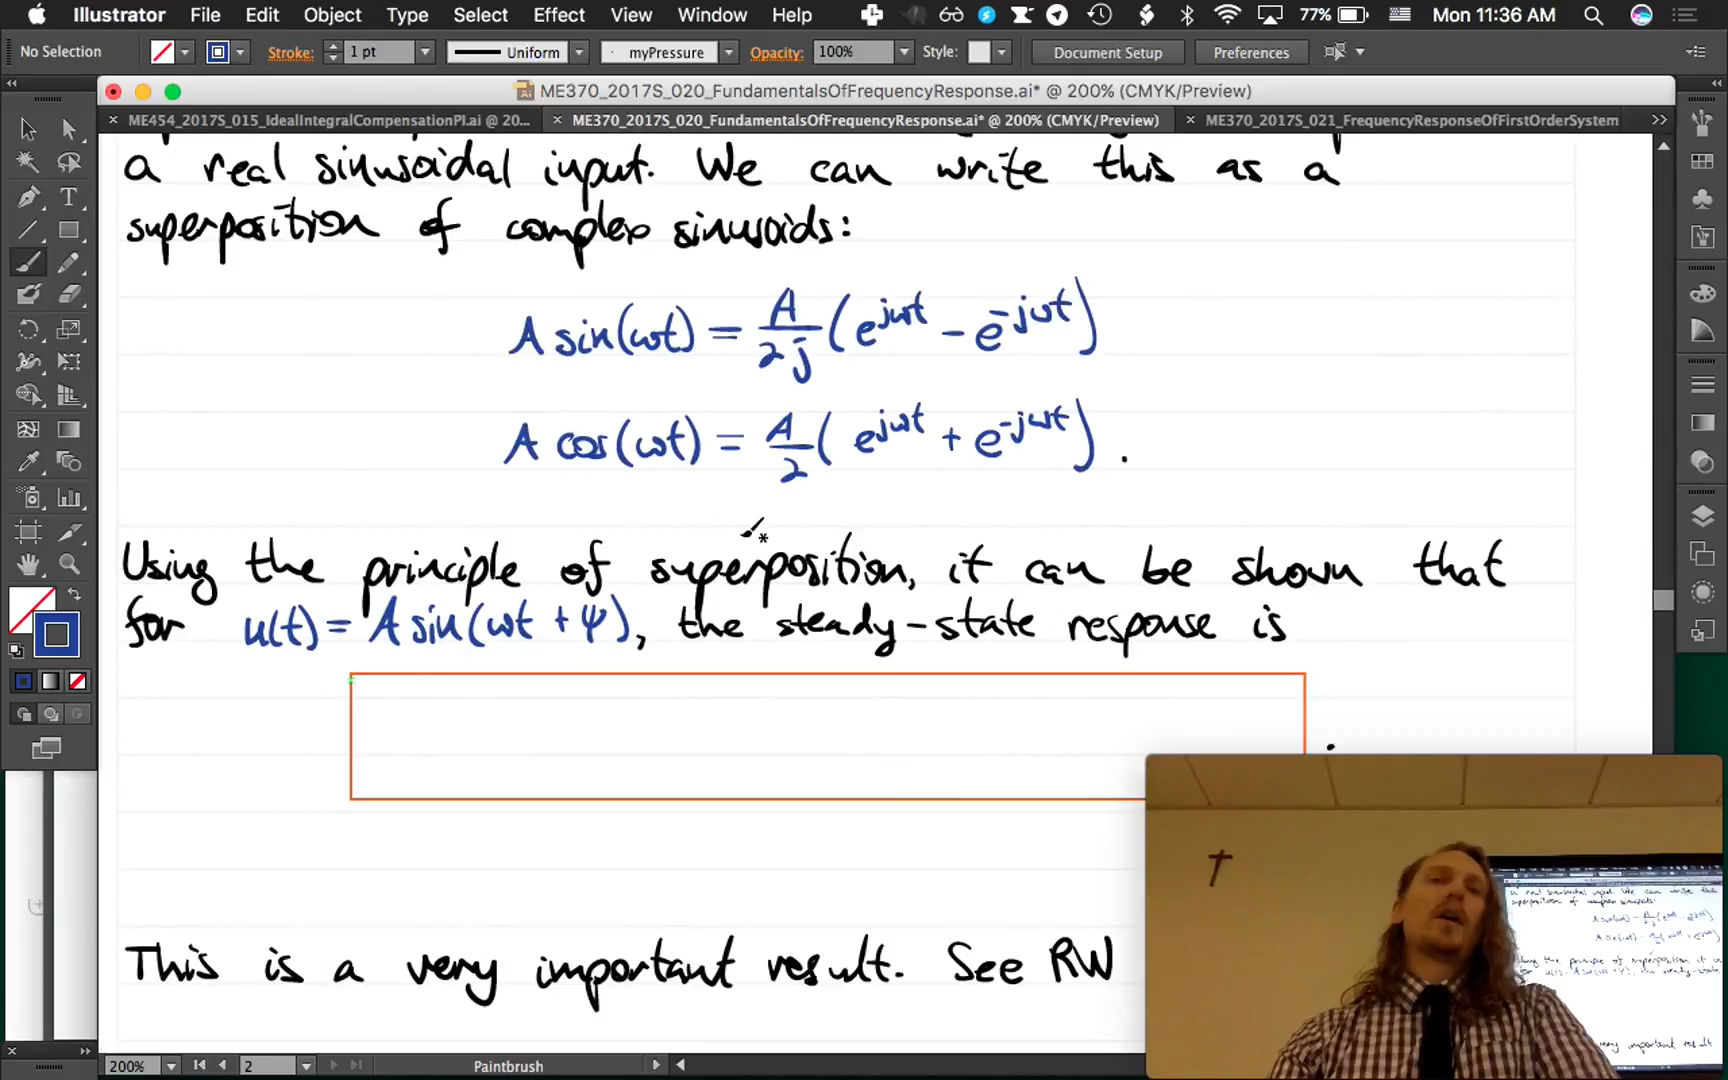 Illustrator File Edit Object Type Select Effect View Window Help 77% Mon 11:36 AM
No Selection Stroke: 1 pt Uniform myPressure Opacity: 100% Style: Document Setup Preferences
ME370_2017S_020_FundamentalsOfFrequencyResponse.ai* @ 200% (CMYK/Preview)
ME454_2017S_015_IdealIntegralCompensationPI.ai @ 20... ME370_2017S_020_FundamentalsOfFrequencyResponse.ai* @ 200% (CMYK/Preview) ME370_2017S_021_FrequencyResponseOfFirstOrderSystem
a real sinusoidal input. We can write this as a
superposition of complex sinusoids:
A sin(ωt) = A/2j (e^jωt − e^-jωt)
A cos(ωt) = A/2 (e^jωt + e^-jωt).
Using the principle of superposition, it can be shown that
for u(t) = A sin(ωt + ψ), the steady-state response is
.
This is a very important result. See RW
200% 2 Paintbrush